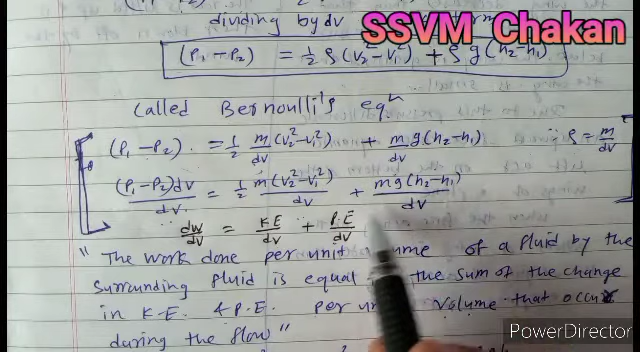 dividing by dv
SSVM Chakan
(P₁ - P₂) = ½ ρ(v₂² - v₁²) + ρ g(h₂-h₁)
Called Bernoulli's eqⁿ
(P₁ - P₂) = ½ m/dv (v₂² - v₁²) + m/dv g(h₂-h₁) ∵ ρ = m/dv
(P₁-P₂)dv/dv = ½ m(v₂² - v₁²)/dv + mg(h₂-h₁)/dv
∴ dw/dv = K.E/dv + P.E/dv
"The work done per unit of a fluid by the
surrounding fluid is equal the sum of the change
in K.E. & P.E. per volume that occur
during the flow"
PowerDirector